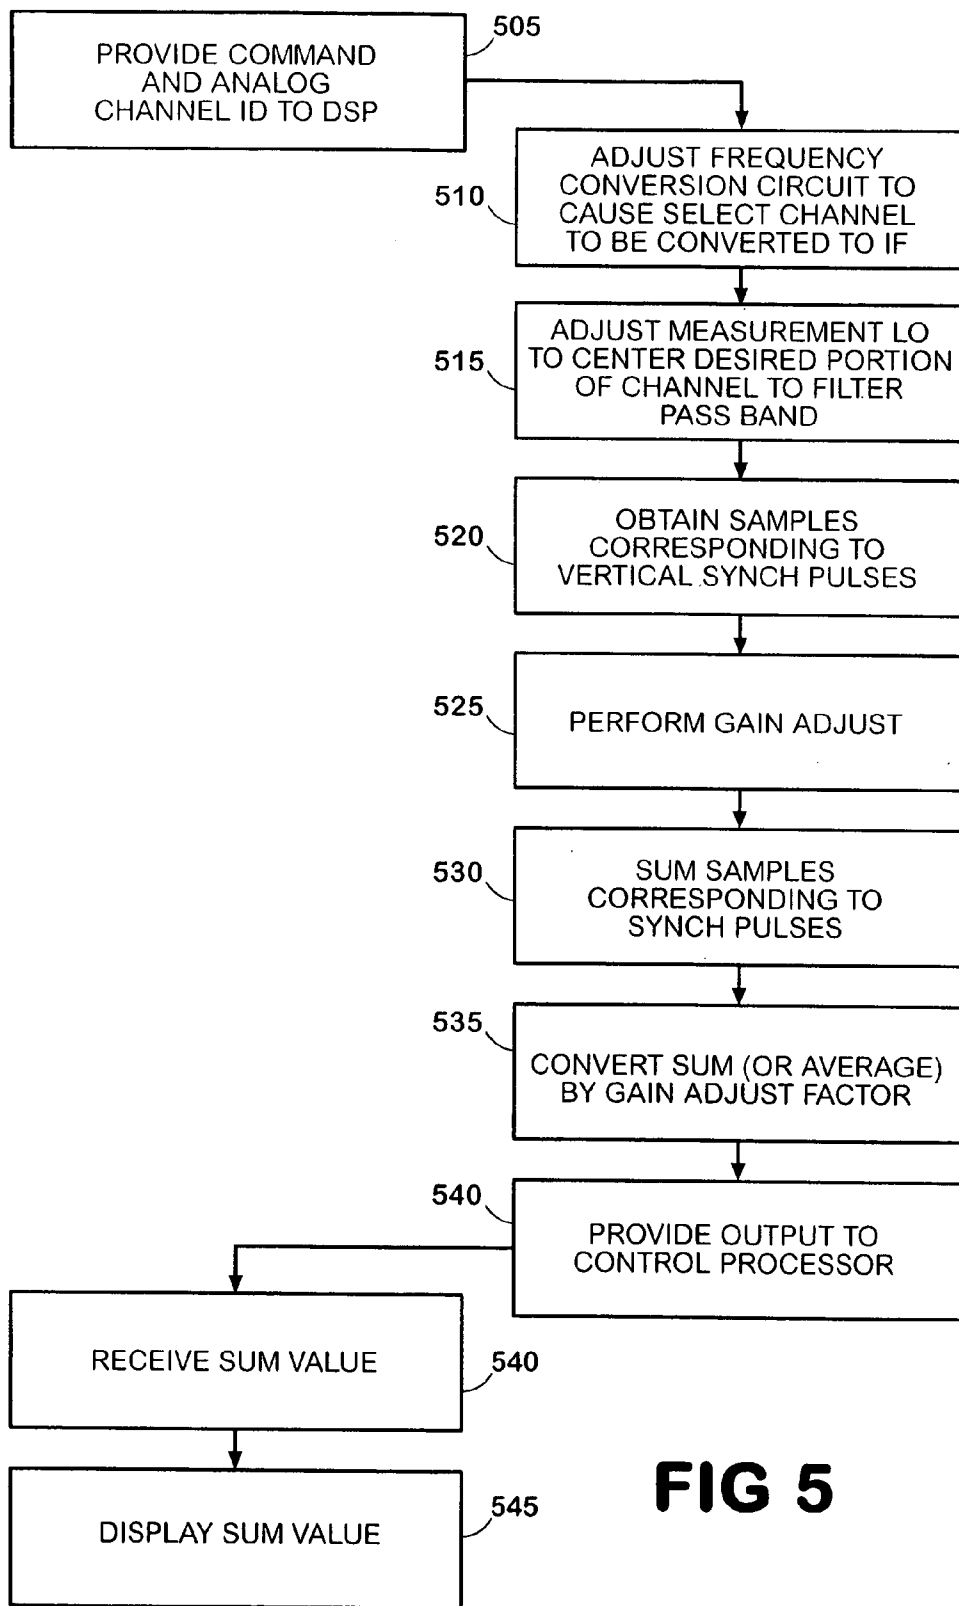 505
PROVIDE COMMAND
AND ANALOG
CHANNEL ID TO DSP
510
ADJUST FREQUENCY
CONVERSION CIRCUIT TO
CAUSE SELECT CHANNEL
TO BE CONVERTED TO IF
515
ADJUST MEASUREMENT LO
TO CENTER DESIRED PORTION
OF CHANNEL TO FILTER
PASS BAND
520
OBTAIN SAMPLES
CORRESPONDING TO
VERTICAL SYNCH PULSES
525
PERFORM GAIN ADJUST
530
SUM SAMPLES
CORRESPONDING TO
SYNCH PULSES
535
CONVERT SUM (OR AVERAGE)
BY GAIN ADJUST FACTOR
540
PROVIDE OUTPUT TO
CONTROL PROCESSOR
RECEIVE SUM VALUE
540
DISPLAY SUM VALUE
545
FIG 5